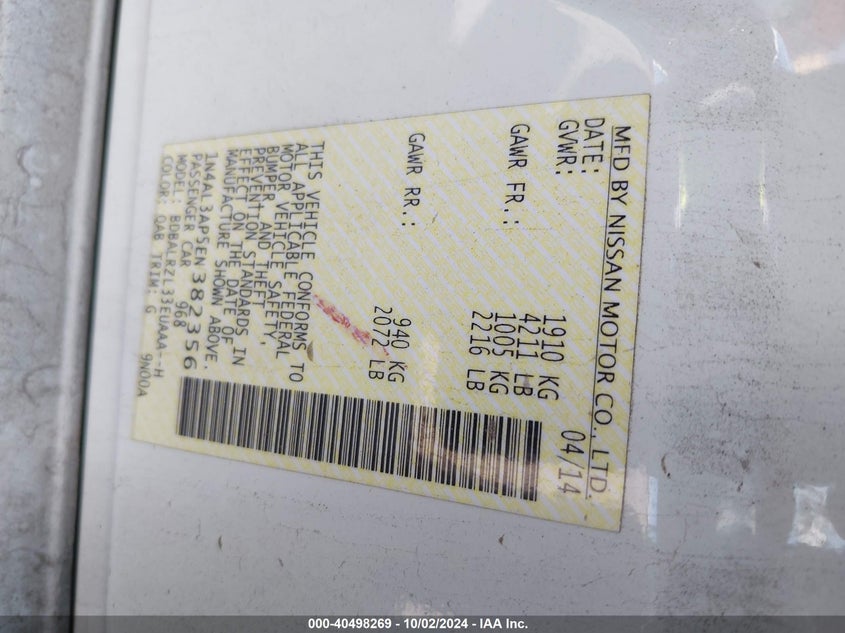 MFD BY NISSAN MOTOR CO., LTD.
DATE: 04/14
GVWR: 1910 KG
4211 LB
GAWR FR.: 1005 KG
2216 LB
GAWR RR.: 940 KG
2072 LB
THIS VEHICLE CONFORMS TO
ALL APPLICABLE FEDERAL
MOTOR VEHICLE SAFETY,
BUMPER, AND THEFT
PREVENTION STANDARDS IN
EFFECT ON THE DATE OF
MANUFACTURE SHOWN ABOVE.
1N4AL3AP5EN382356
PASSENGER CAR 968
MODEL: BDBALRZL33EUAAA--H
COLOR: QAB TRIM: G 9N00A
000-40498269 - 10/02/2024 - IAA Inc.